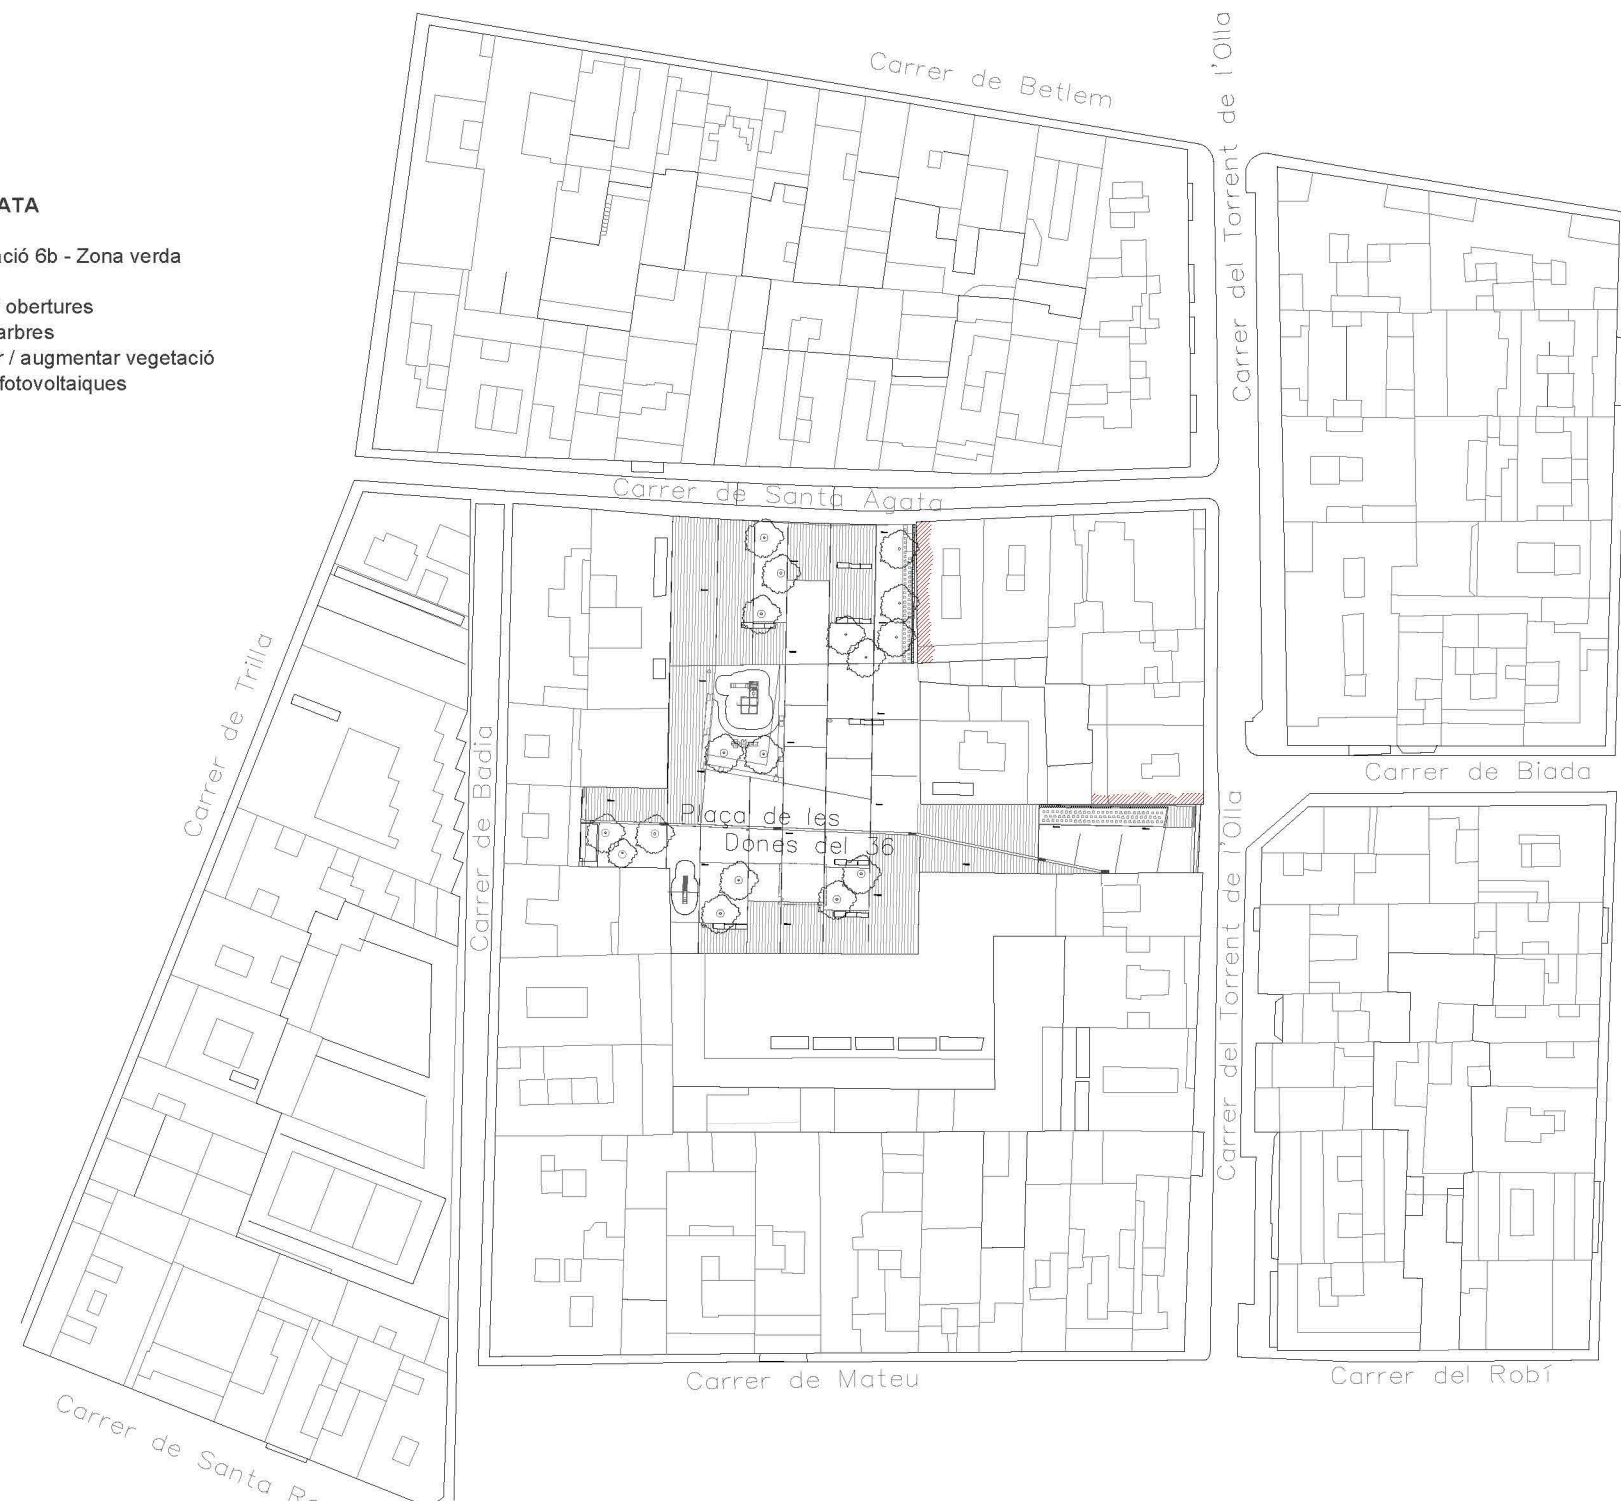 ATA
ació 6b - Zona verda
obertures
arbres
r / augmentar vegetació
fotovoltaiques
Carrer de Betlem
Carrer del Torrent de l'Olla
Carrer de Santa Àgata
Carrer de Trilla
Carrer de Badia
Plaça de les
Dones del 36
Carrer de Biada
Carrer del Torrent de l'Olla
Carrer de Mateu
Carrer del Robí
Carrer de Santa Ro